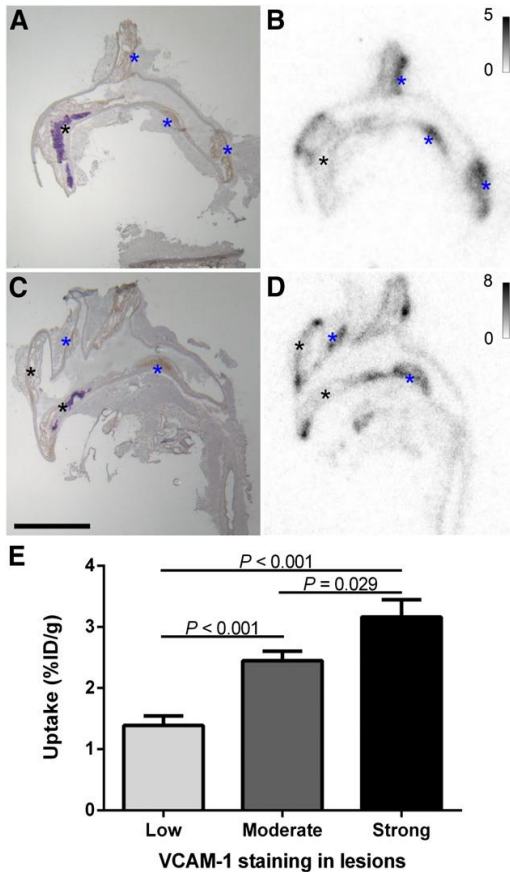 A
B
5
0
*
*
*
*
*
*
*
*
C
D
8
0
*
*
*
*
*
*
*
*
E
4
3
2
1
0
Uptake (%ID/g)
P < 0.001
P = 0.029
P < 0.001
Low
Moderate
Strong
VCAM-1 staining in lesions